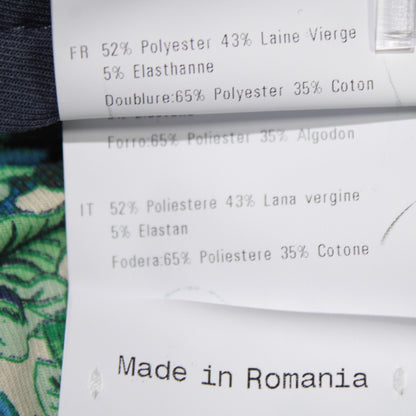 FR 52% Polyester 43% Laine Vierge
5% Elasthanne
Doublure:65% Polyester 35% Coton
Forro:65% Poliester 35% Algodon
IT 52% Poliestere 43% Lana vergine
5% Elastan
Fodera:65% Poliestere 35% Cotone
Made in Romania